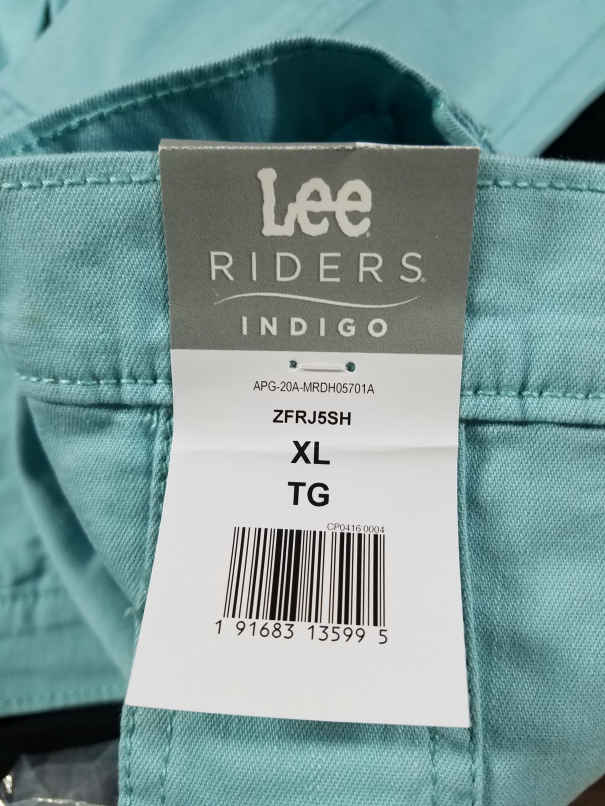 Lee
RIDERS
INDIGO
APG-20A-MRDH05701A
ZFRJ5SH
XL
TG
CP0416 0004
1 91683 13599 5